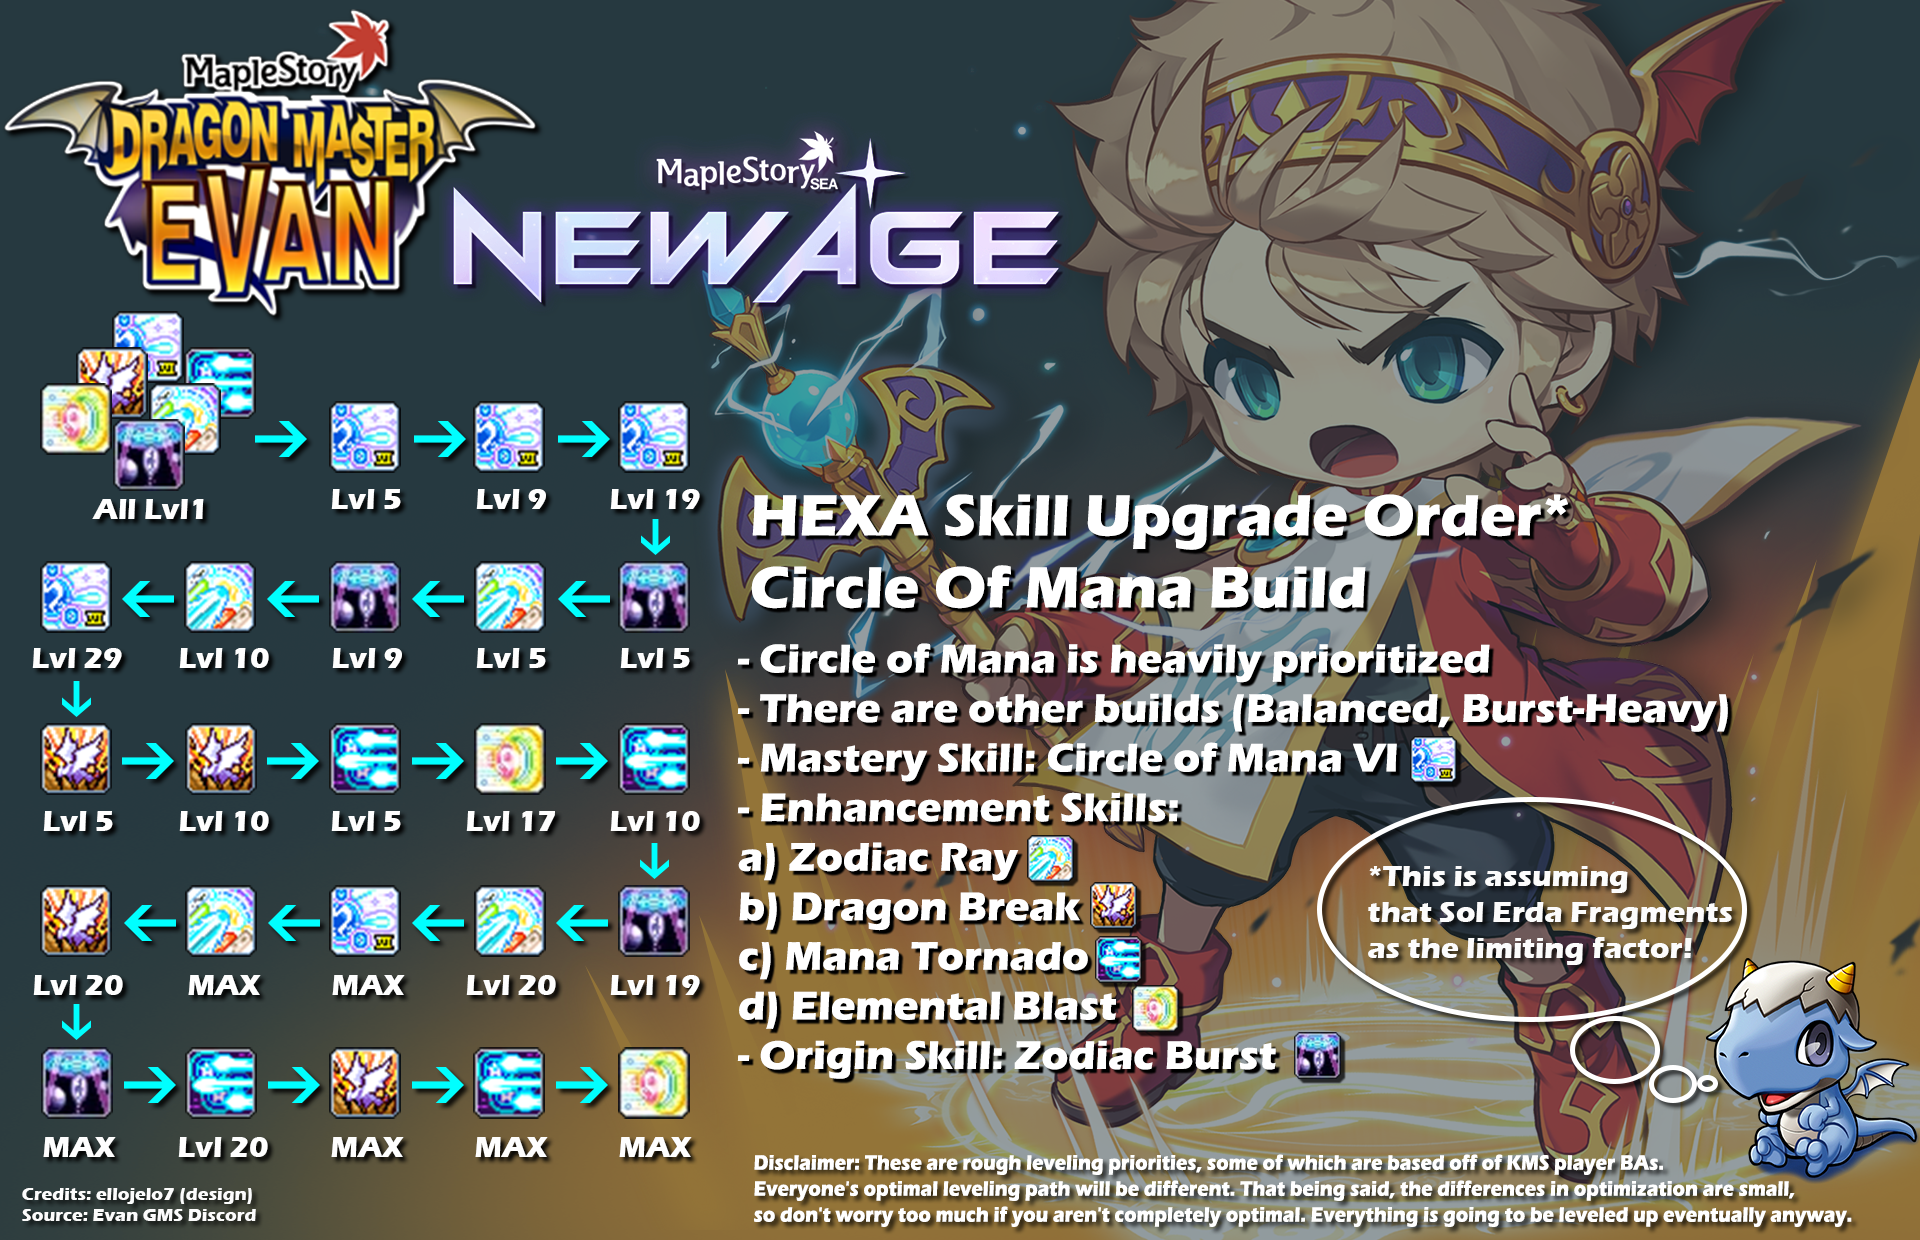 MapleStory
DRAGON MASTER
EVAN
MapleStory SEA
NEW AGE
All Lvl1
Lvl 5
Lvl 9
Lvl 19
Lvl 29
Lvl 10
Lvl 9
Lvl 5
Lvl 5
Lvl 5
Lvl 10
Lvl 5
Lvl 17
Lvl 10
Lvl 20
MAX
MAX
Lvl 20
Lvl 19
MAX
Lvl 20
MAX
MAX
MAX
Credits: ellojelo7 (design)
Source: Evan GMS Discord
HEXA Skill Upgrade Order*
Circle Of Mana Build
- Circle of Mana is heavily prioritized
- There are other builds (Balanced, Burst-Heavy)
- Mastery Skill: Circle of Mana VI
- Enhancement Skills:
a) Zodiac Ray
b) Dragon Break
c) Mana Tornado
d) Elemental Blast
- Origin Skill: Zodiac Burst
*This is assuming
that Sol Erda Fragments
as the limiting factor!
Disclaimer: These are rough leveling priorities, some of which are based off of KMS player BAs.
Everyone's optimal leveling path will be different. That being said, the differences in optimization are small,
so don't worry too much if you aren't completely optimal. Everything is going to be leveled up eventually anyway.